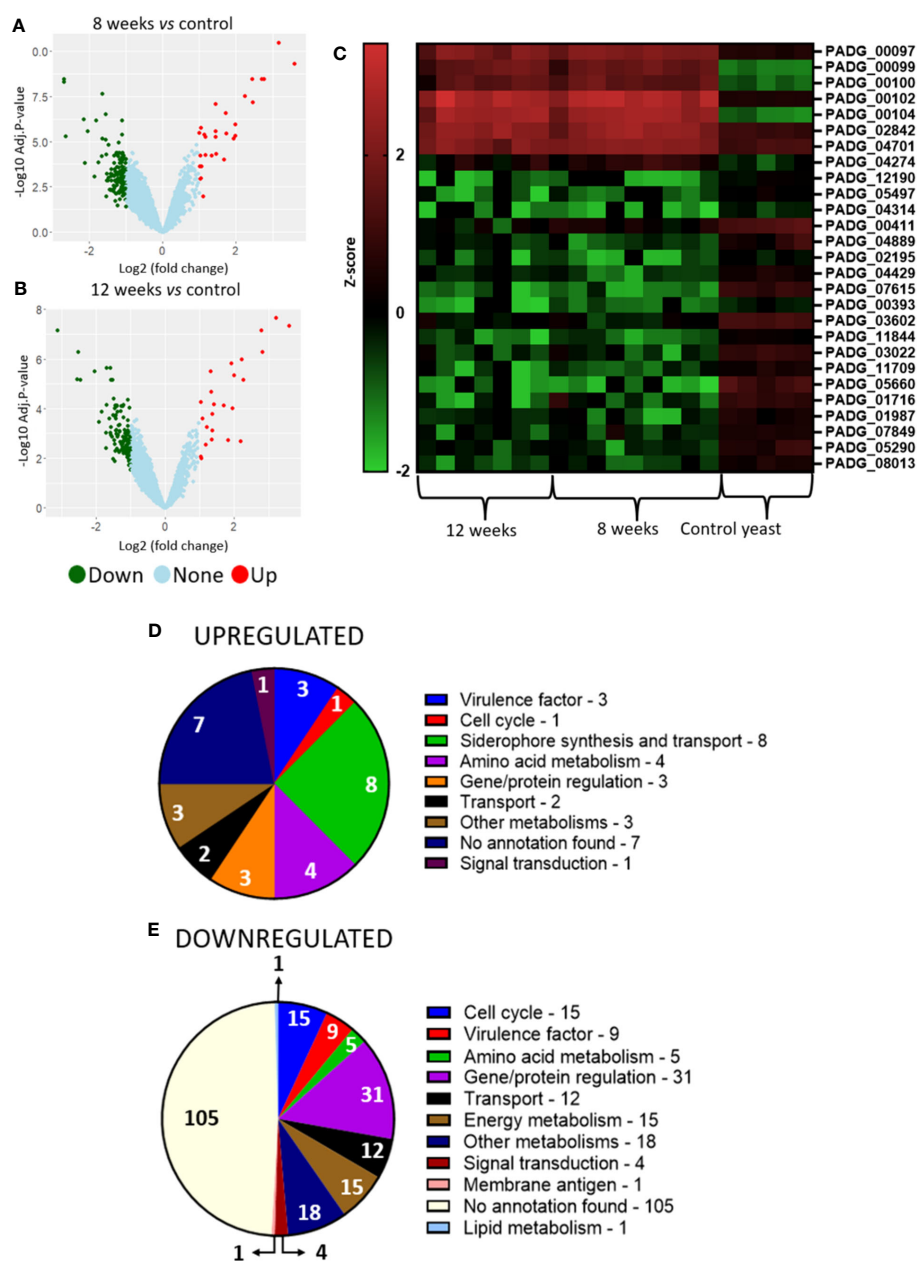 A
8 weeks vs control
0.0
7.5
5.0
2.5
0.0
-Log10 Adj.P-value
-2
0
2
Log2 (fold change)
B
12 weeks vs control
8
6
4
2
0
-Log10 Adj.P-value
-2
0
2
Log2 (fold change)
Down
None
Up
C
Z-score
2
0
-2
PADG_00097
PADG_00099
PADG_00100
PADG_00102
PADG_00104
PADG_02842
PADG_04701
PADG_04274
PADG_12190
PADG_05497
PADG_04314
PADG_00411
PADG_04889
PADG_02195
PADG_04429
PADG_07615
PADG_00393
PADG_03602
PADG_11844
PADG_03022
PADG_11709
PADG_05660
PADG_01716
PADG_01987
PADG_07849
PADG_05290
PADG_08013
12 weeks
8 weeks
Control yeast
D
UPREGULATED
1
3
1
8
4
3
2
3
7
Virulence factor - 3
Cell cycle - 1
Siderophore synthesis and transport - 8
Amino acid metabolism - 4
Gene/protein regulation - 3
Transport - 2
Other metabolisms - 3
No annotation found - 7
Signal transduction - 1
E
DOWNREGULATED
1
15
9
5
31
12
15
18
4
1
105
Cell cycle - 15
Virulence factor - 9
Amino acid metabolism - 5
Gene/protein regulation - 31
Transport - 12
Energy metabolism - 15
Other metabolisms - 18
Signal transduction - 4
Membrane antigen - 1
No annotation found - 105
Lipid metabolism - 1